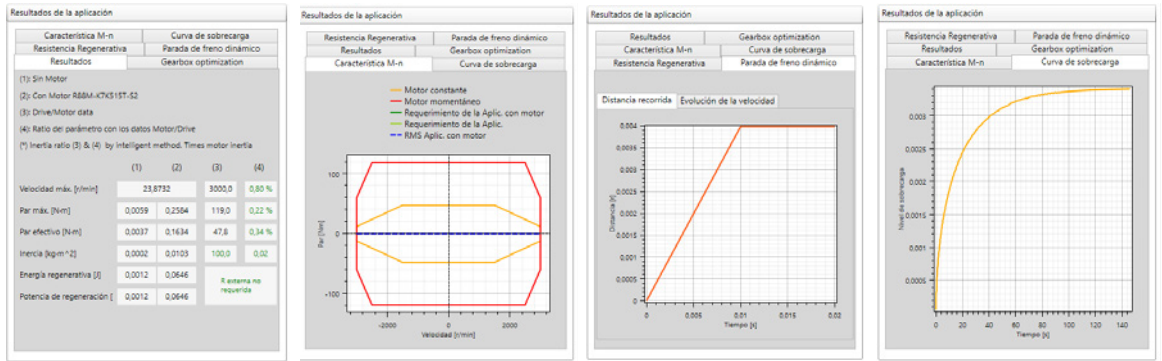 Resultados de la aplicación
Característica M-n
Curva de sobrecarga
Resistencia Regenerativa
Parada de freno dinámico
Resultados
Gearbox optimization
(1): Sin Motor
(2): Con Motor R88M-K7K515T-S2
(3): Drive/Motor data
(4): Ratio del parámetro con los datos Motor/Drive
(*) Inertia ratio (3) & (4) by intelligent method. Times motor inertia
(1) (2) (3) (4)
Velocidad máx. [r/min] 23,8732 3000,0 0,80 %
Par máx. [N·m] 0,0059 0,2584 119,0 0,22 %
Par efectivo [N·m] 0,0037 0,1634 47,8 0,34 %
Inercia [kg·m^2] 0,0002 0,0103 100,0 0,02
Energía regenerativa [J] 0,0012 0,0646
R externa no
requerida
Potencia de regeneración [ 0,0012 0,0646
Resultados de la aplicación
Resistencia Regenerativa
Parada de freno dinámico
Resultados
Gearbox optimization
Característica M-n
Curva de sobrecarga
Motor constante
Motor momentáneo
Requerimiento de la Aplic. con motor
Requerimiento de la Aplic.
RMS Aplic. con motor
100
0
-100
Par [Nm]
-2000 0 2000
Velocidad [r/min]
Resultados de la aplicación
Resultados
Gearbox optimization
Característica M-n
Curva de sobrecarga
Resistencia Regenerativa
Parada de freno dinámico
Distancia recorrida
Evolución de la velocidad
0.004
0.0035
0.003
0.0025
0.002
0.0015
0.001
0.0005
0
Distancia [r]
0 0.005 0.01 0.015 0.02
Tiempo [s]
Resultados de la aplicación
Resistencia Regenerativa
Parada de freno dinámico
Resultados
Gearbox optimization
Característica M-n
Curva de sobrecarga
0.003
0.0025
0.002
0.0015
0.001
0.0005
Nivel de sobrecarga
0 20 40 60 80 100 120 140
Tiempo [s]